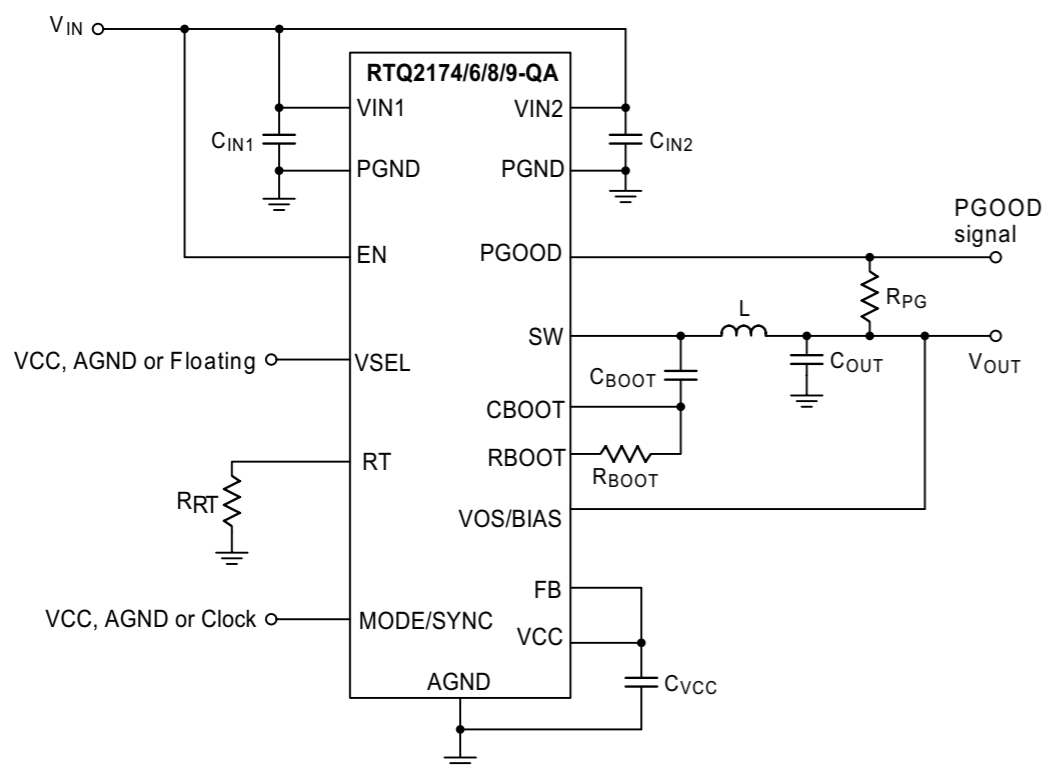 VIN
RTQ2174/6/8/9-QA
VIN1
VIN2
CIN1
CIN2
PGND
PGND
PGOOD
signal
EN
PGOOD
RPG
L
SW
VCC, AGND or Floating
VSEL
CBOOT
COUT
VOUT
CBOOT
RT
RBOOT
RBOOT
RRT
VOS/BIAS
FB
VCC, AGND or Clock
MODE/SYNC
VCC
AGND
CVCC